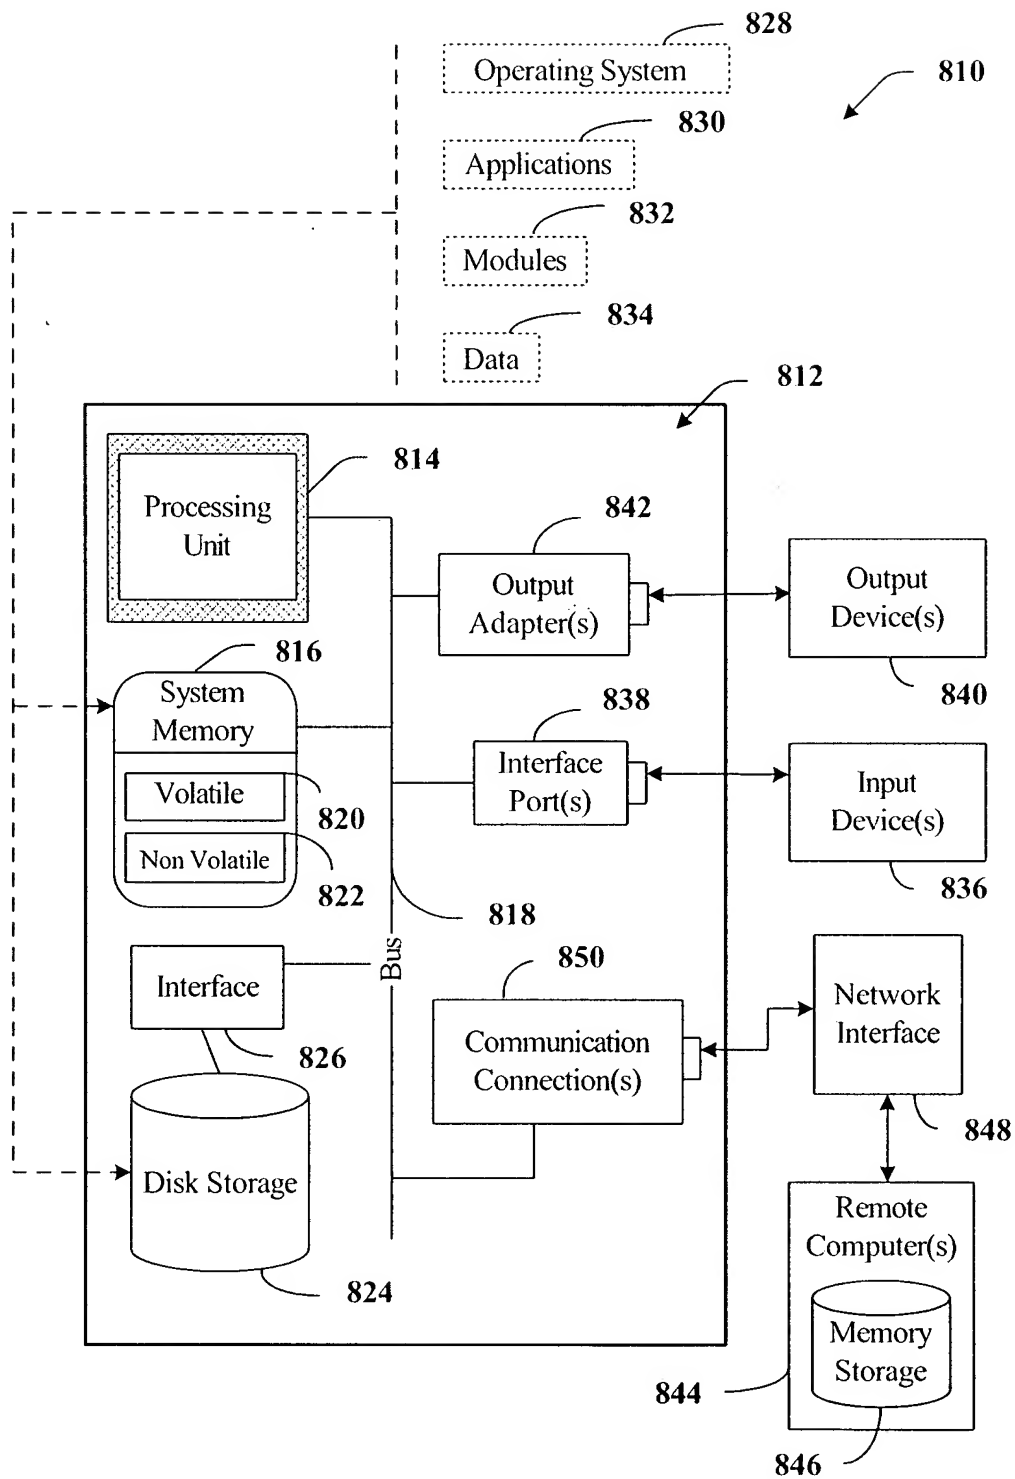 828
Operating System
810
830
Applications
832
Modules
834
Data
812
814
Processing
Unit
842
Output
Adapter(s)
Output
Device(s)
840
816
System
Memory
838
Interface
Port(s)
Volatile
820
Non Volatile
822
Input
Device(s)
836
818
Bus
850
Interface
826
Communication
Connection(s)
Network
Interface
848
Disk Storage
824
Remote
Computer(s)
Memory
Storage
844
846